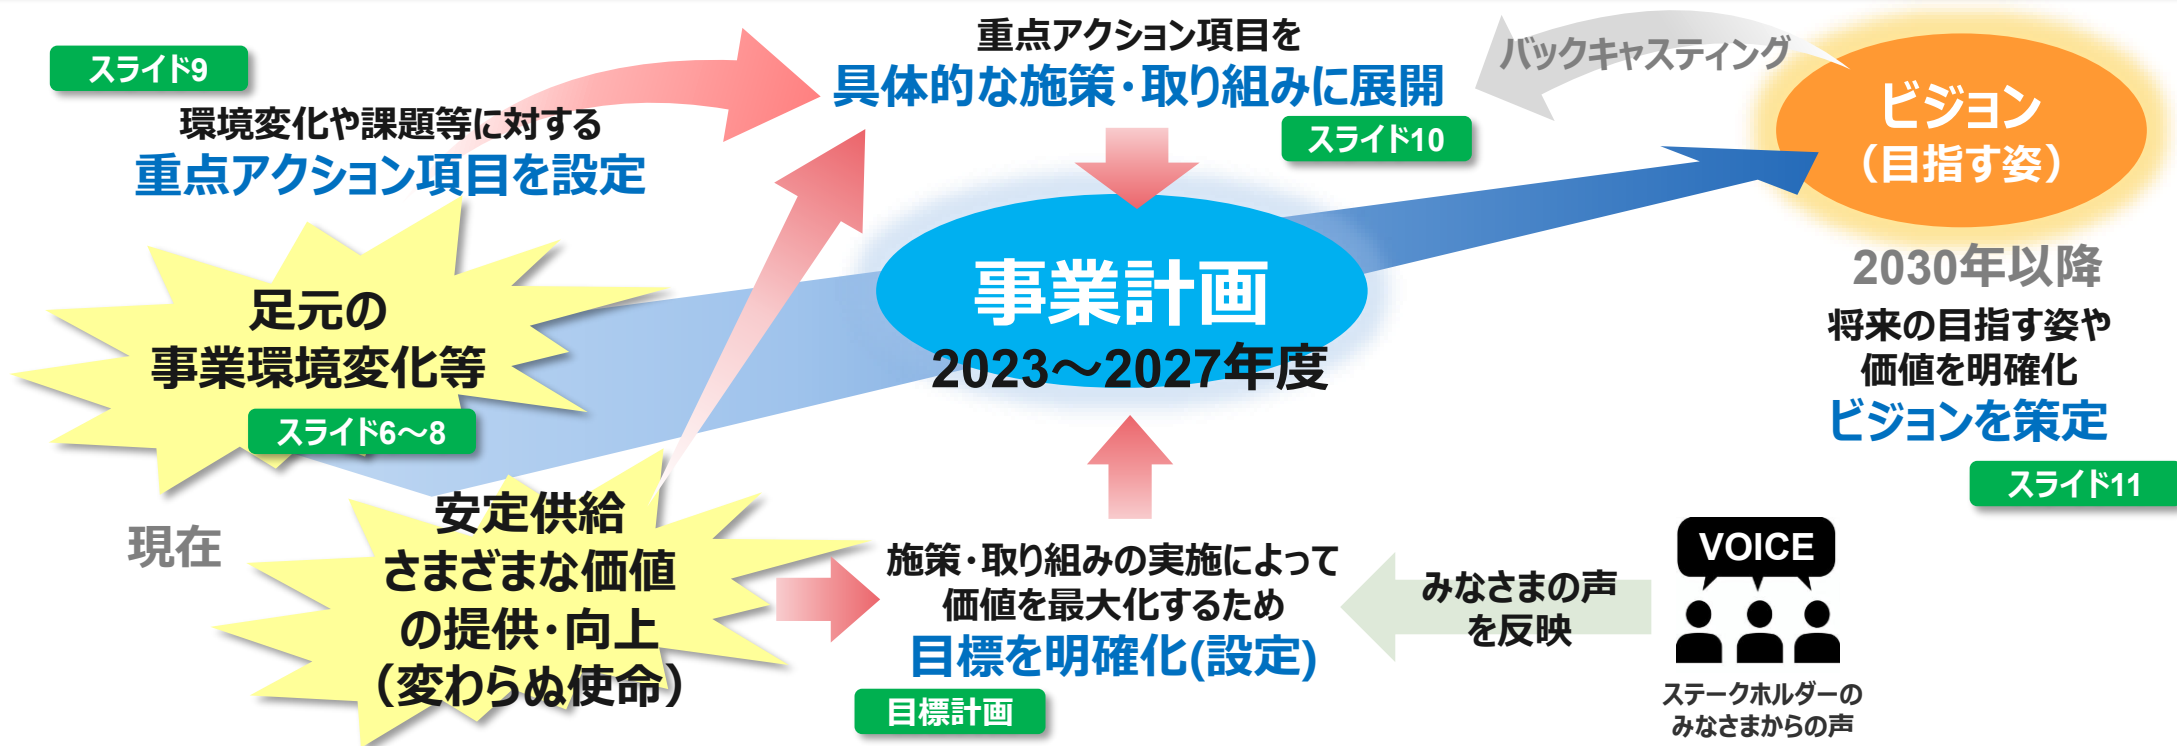 スライド9
環境変化や課題等に対する
重点アクション項目を設定
重点アクション項目を
具体的な施策・取り組みに展開
スライド10
バックキャスティング
ビジョン
（目指す姿）
2030年以降
将来の目指す姿や
価値を明確化
ビジョンを策定
スライド11
足元の
事業環境変化等
スライド6～8
事業計画
2023～2027年度
現在
安定供給
さまざまな価値
の提供・向上
（変わらぬ使命）
施策・取り組みの実施によって
価値を最大化するため
目標を明確化(設定)
目標計画
みなさまの声
を反映
VOICE
ステークホルダーの
みなさまからの声